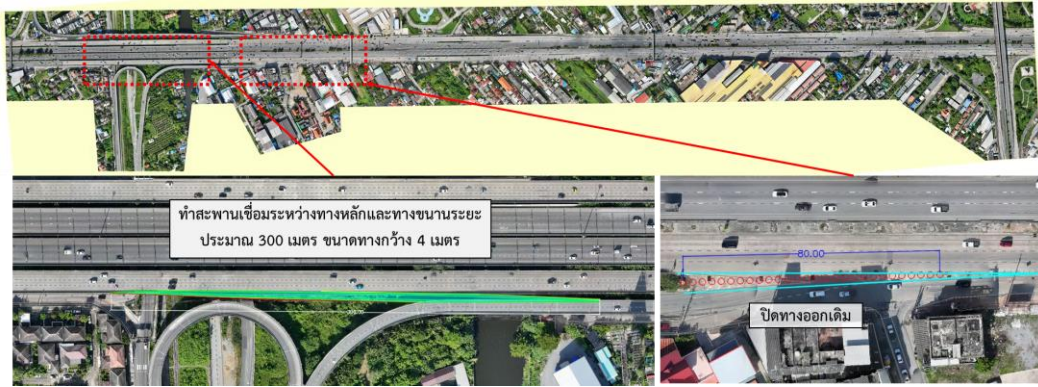 ทำสะพานเชื่อมระหว่างทางหลักและทางขนานระยะ
ประมาณ 300 เมตร ขนาดทางกว้าง 4 เมตร
80.00
ปิดทางออกเดิม